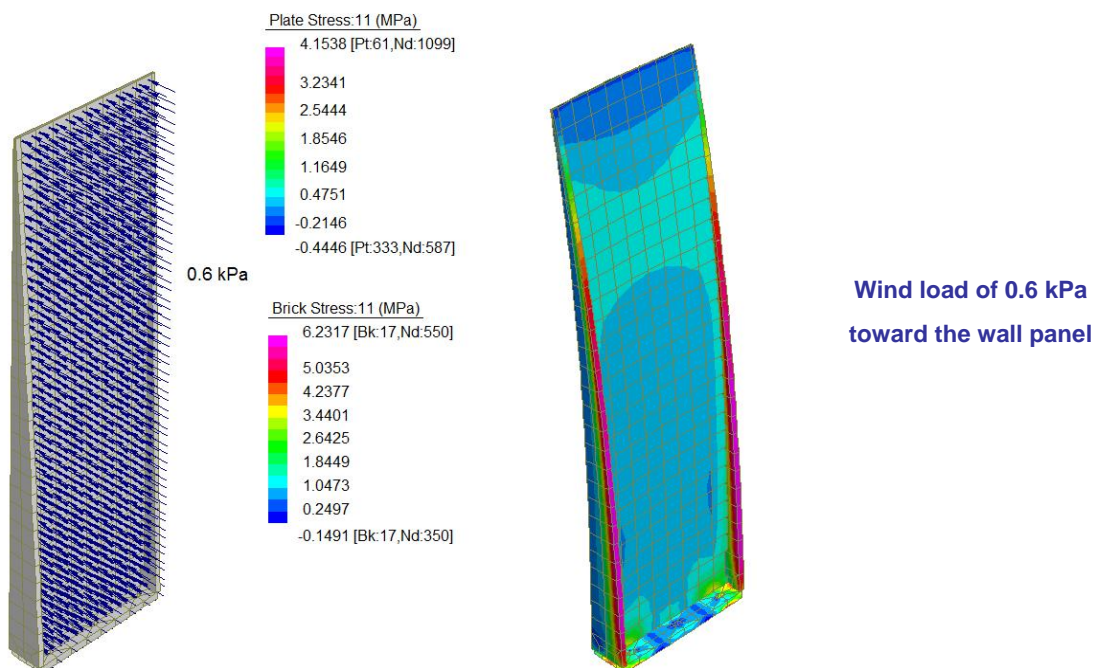 Plate Stress:11 (MPa)
4.1538 [Pt:61,Nd:1099]
3.2341
2.5444
1.8546
1.1649
0.4751
-0.2146
-0.4446 [Pt:333,Nd:587]
0.6 kPa
Brick Stress:11 (MPa)
6.2317 [Bk:17,Nd:550]
5.0353
4.2377
3.4401
2.6425
1.8449
1.0473
0.2497
-0.1491 [Bk:17,Nd:350]
Wind load of 0.6 kPa
toward the wall panel